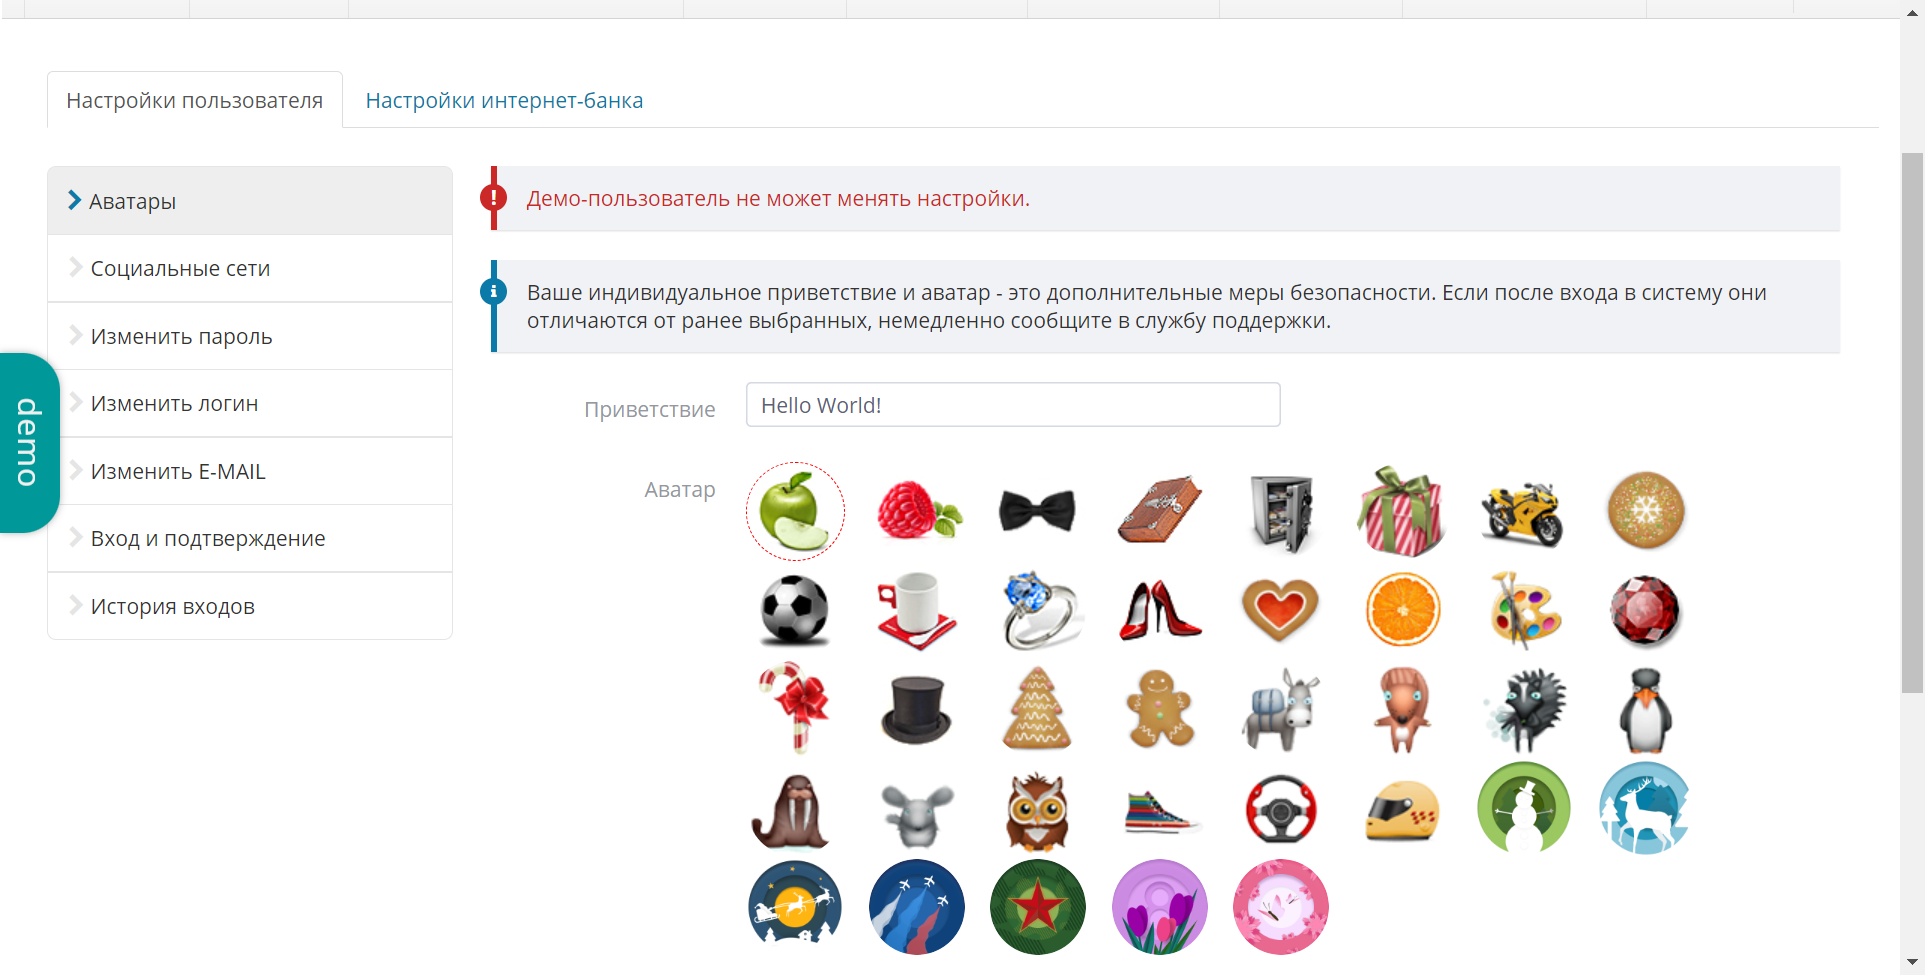 Настройки пользователя
Настройки интернет-банка
Аватары
Социальные сети
Изменить пароль
Изменить логин
Изменить E-MAIL
Вход и подтверждение
История входов
demo
Демо-пользователь не может менять настройки.
Ваше индивидуальное приветствие и аватар - это дополнительные меры безопасности. Если после входа в систему они
отличаются от ранее выбранных, немедленно сообщите в службу поддержки.
Приветствие
Hello World!
Аватар